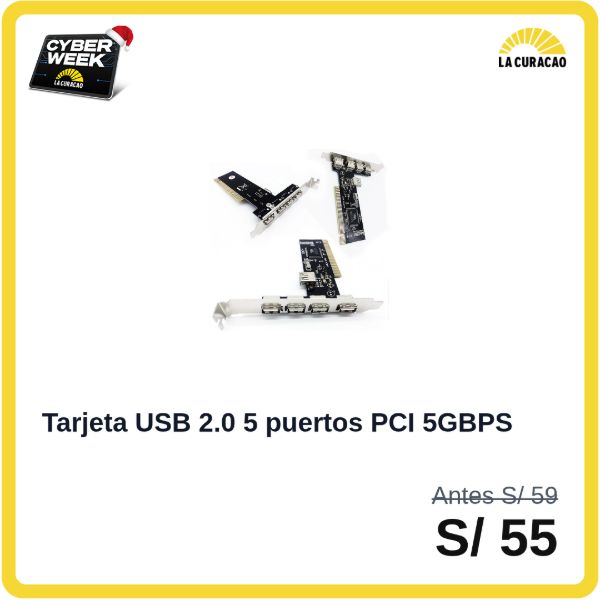 CYBER
WEEK
LA CURACAO
LA CURACAO
Tarjeta USB 2.0 5 puertos PCI 5GBPS
Antes S/ 59
S/ 55